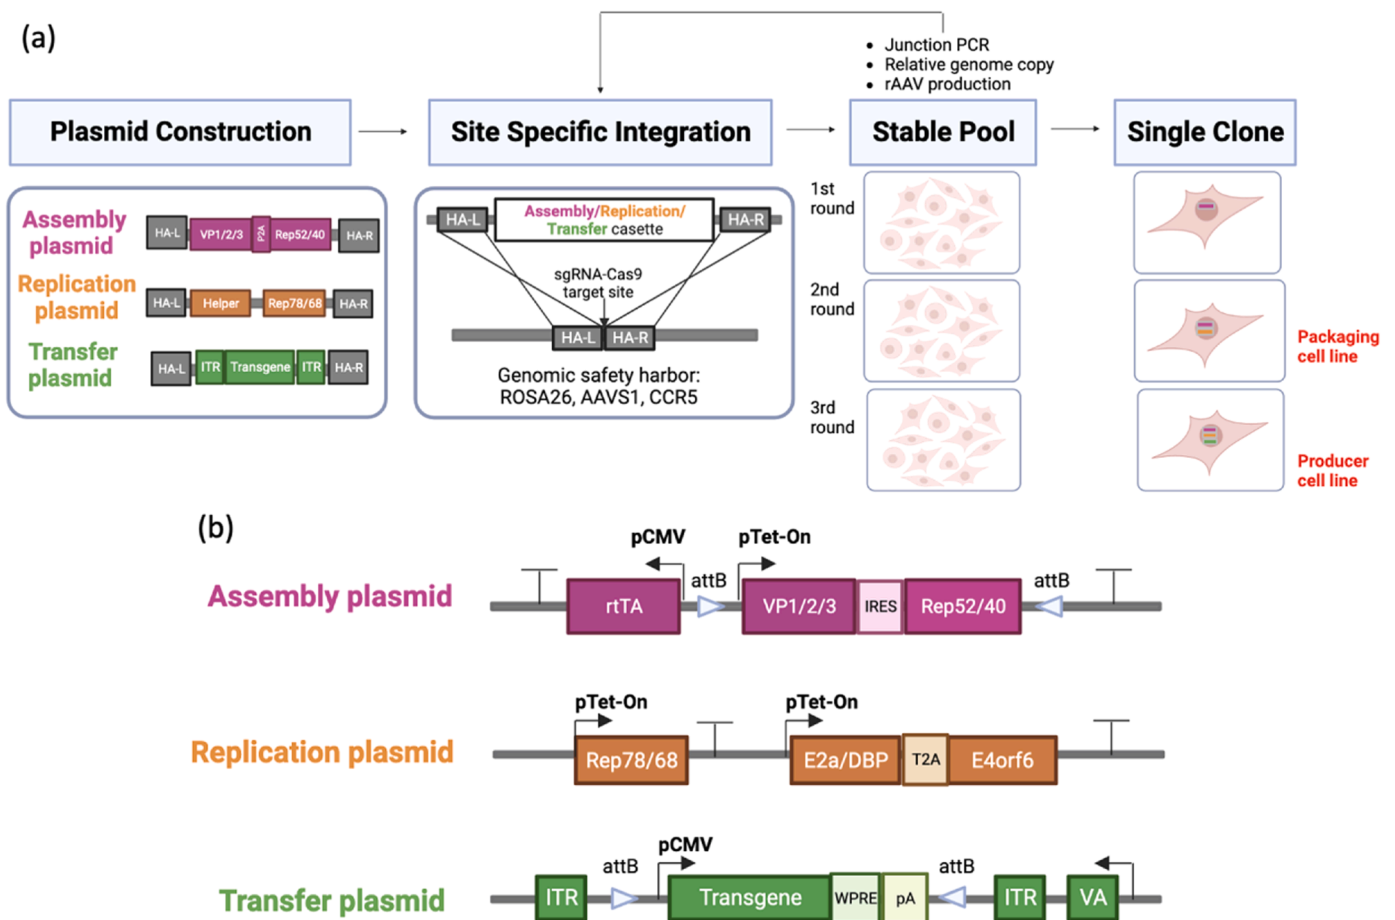 (a)
Junction PCR
Relative genome copy
rAAV production
Plasmid Construction
Site Specific Integration
Stable Pool
Single Clone
Assembly
plasmid
HA-L
VP1/2/3
P2A
Rep52/40
HA-R
Replication
plasmid
HA-L
Helper
Rep78/68
HA-R
Transfer
plasmid
HA-L
ITR
Transgene
ITR
HA-R
HA-L
Assembly/Replication/
Transfer casette
HA-R
sgRNA-Cas9
target site
HA-L
HA-R
Genomic safety harbor:
ROSA26, AAVS1, CCR5
1st
round
2nd
round
3rd
round
Packaging
cell line
Producer
cell line
(b)
Assembly plasmid
pCMV
pTet-On
rtTA
attB
VP1/2/3
IRES
Rep52/40
attB
Replication plasmid
pTet-On
pTet-On
Rep78/68
E2a/DBP
T2A
E4orf6
Transfer plasmid
pCMV
ITR
attB
Transgene
WPRE
pA
attB
ITR
VA